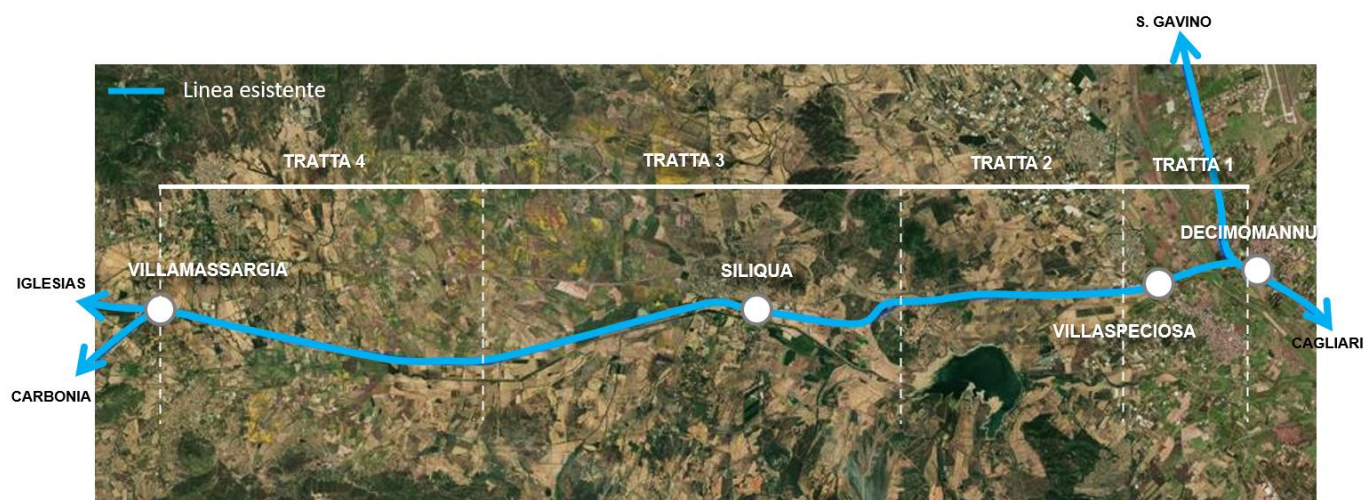 S. GAVINO
Linea esistente
TRATTA 4
TRATTA 3
TRATTA 2
TRATTA 1
DECIMOMANNU
VILLAMASSARGIA
SILIQUA
IGLESIAS
VILLASPECIOSA
CAGLIARI
CARBONIA